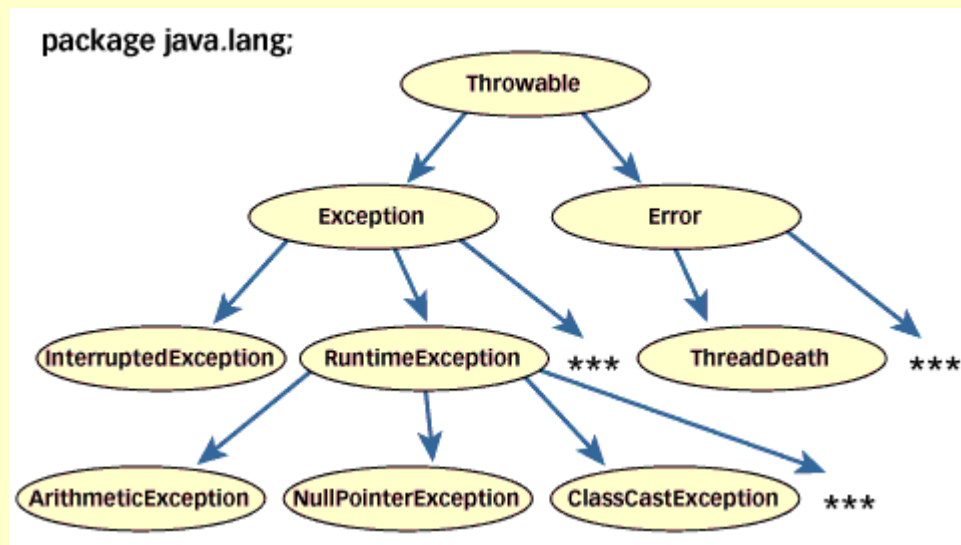 package java.lang;
Throwable
Exception
Error
InterruptedException
RuntimeException
***
ThreadDeath
***
ArithmeticException
NullPointerException
ClassCastException
***